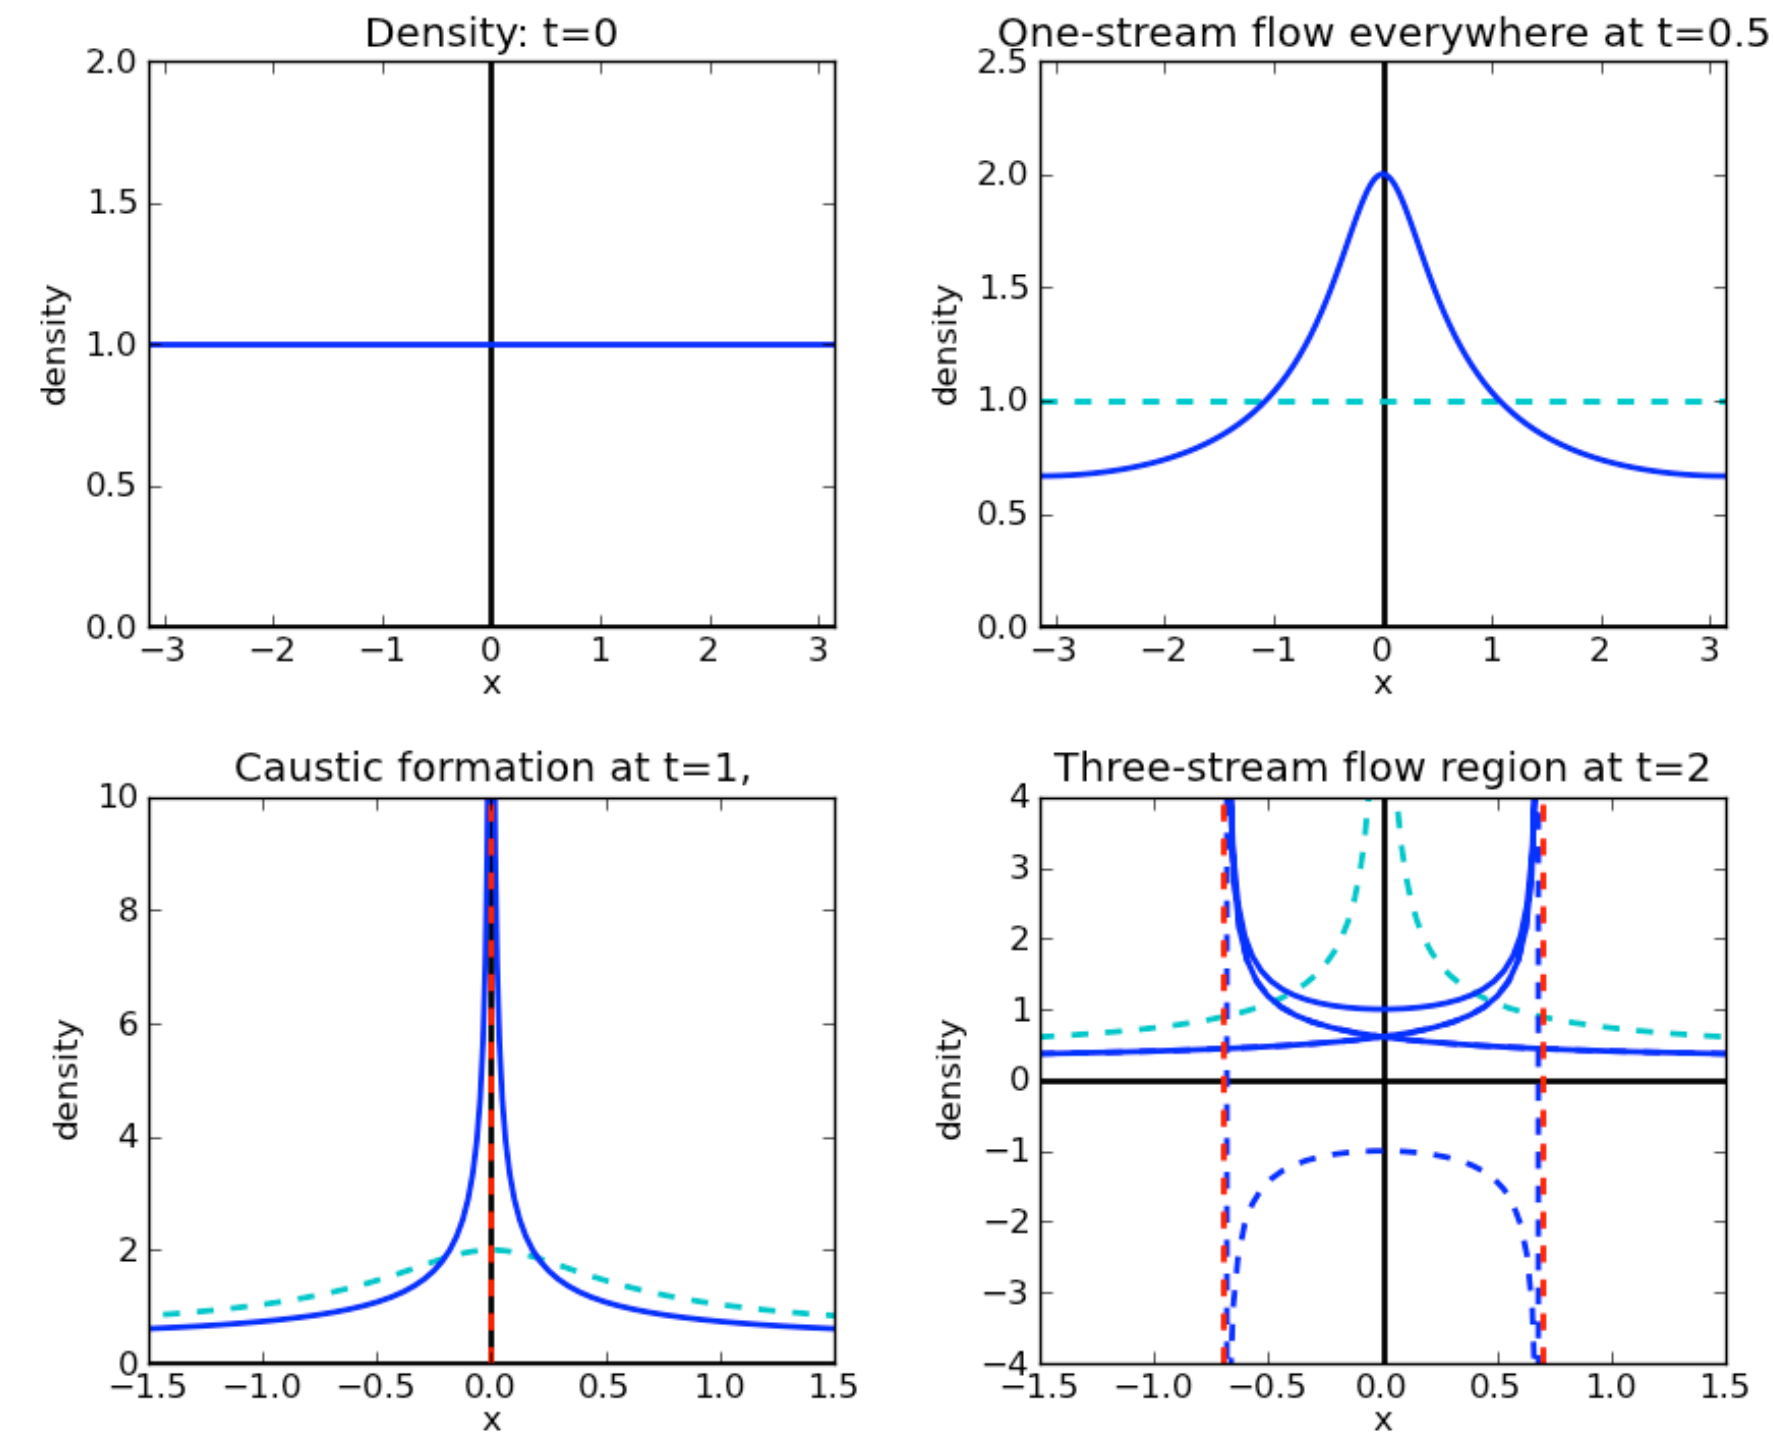 Density: t=0
2.0
1.5
1.0
0.5
0.0
density
−3 −2 −1 0 1 2 3
x
One-stream flow everywhere at t=0.5
2.5
2.0
1.5
1.0
0.5
0.0
density
−3 −2 −1 0 1 2 3
x
Caustic formation at t=1,
10
8
6
4
2
0
density
−1.5 −1.0 −0.5 0.0 0.5 1.0 1.5
x
Three-stream flow region at t=2
4
3
2
1
0
−1
−2
−3
−4
density
−1.5 −1.0 −0.5 0.0 0.5 1.0 1.5
x